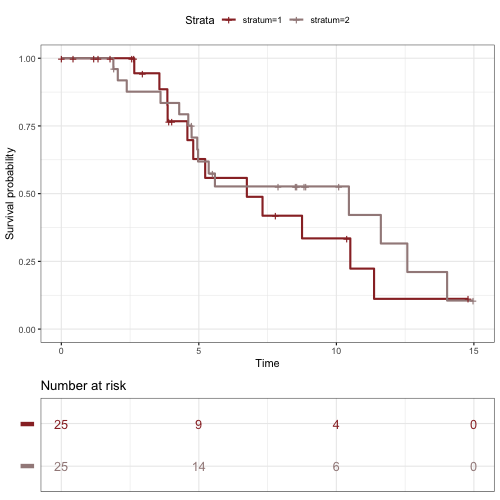 Strata stratum=1 stratum=2
1.00
0.75
0.50
0.25
0.00
Survival probability
0 5 10 15
Time
Number at risk
25 9 4 0
25 14 6 0